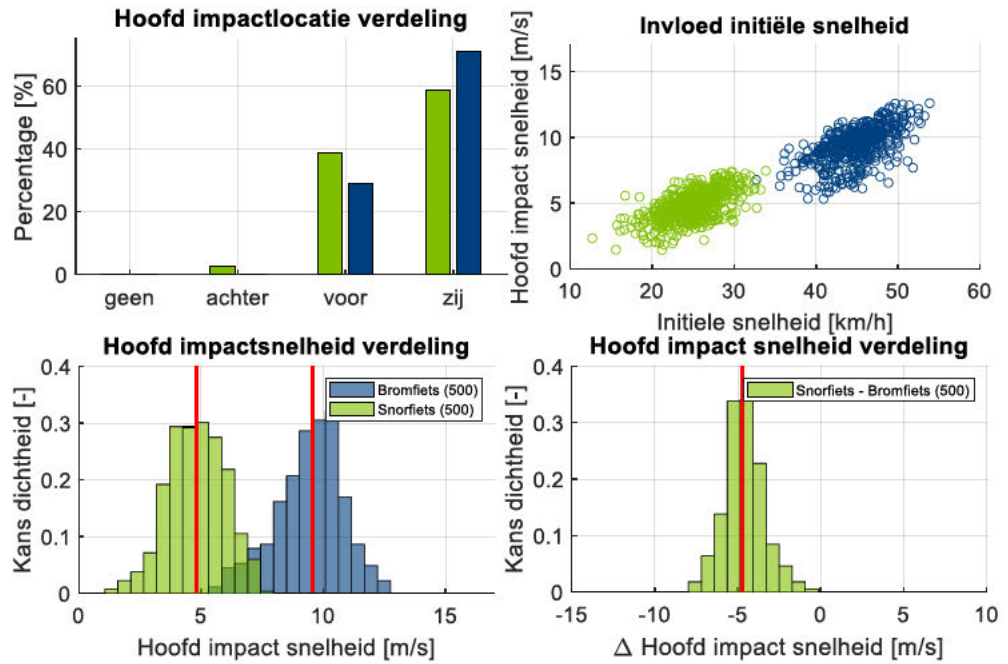 Hoofd impactlocatie verdeling
Percentage [%]
60
40
20
0
geen achter voor zij
Invloed initiële snelheid
Hoofd impact snelheid [m/s]
15
10
5
0
10 20 30 40 50 60
Initiele snelheid [km/h]
Hoofd impactsnelheid verdeling
Kans dichtheid [-]
0.4
0.3
0.2
0.1
0
Bromfiets (500)
Snorfiets (500)
0 5 10 15
Hoofd impact snelheid [m/s]
Hoofd impact snelheid verdeling
Kans dichtheid [-]
0.4
0.3
0.2
0.1
0
Snorfiets - Bromfiets (500)
-15 -10 -5 0 5 10
Δ Hoofd impact snelheid [m/s]